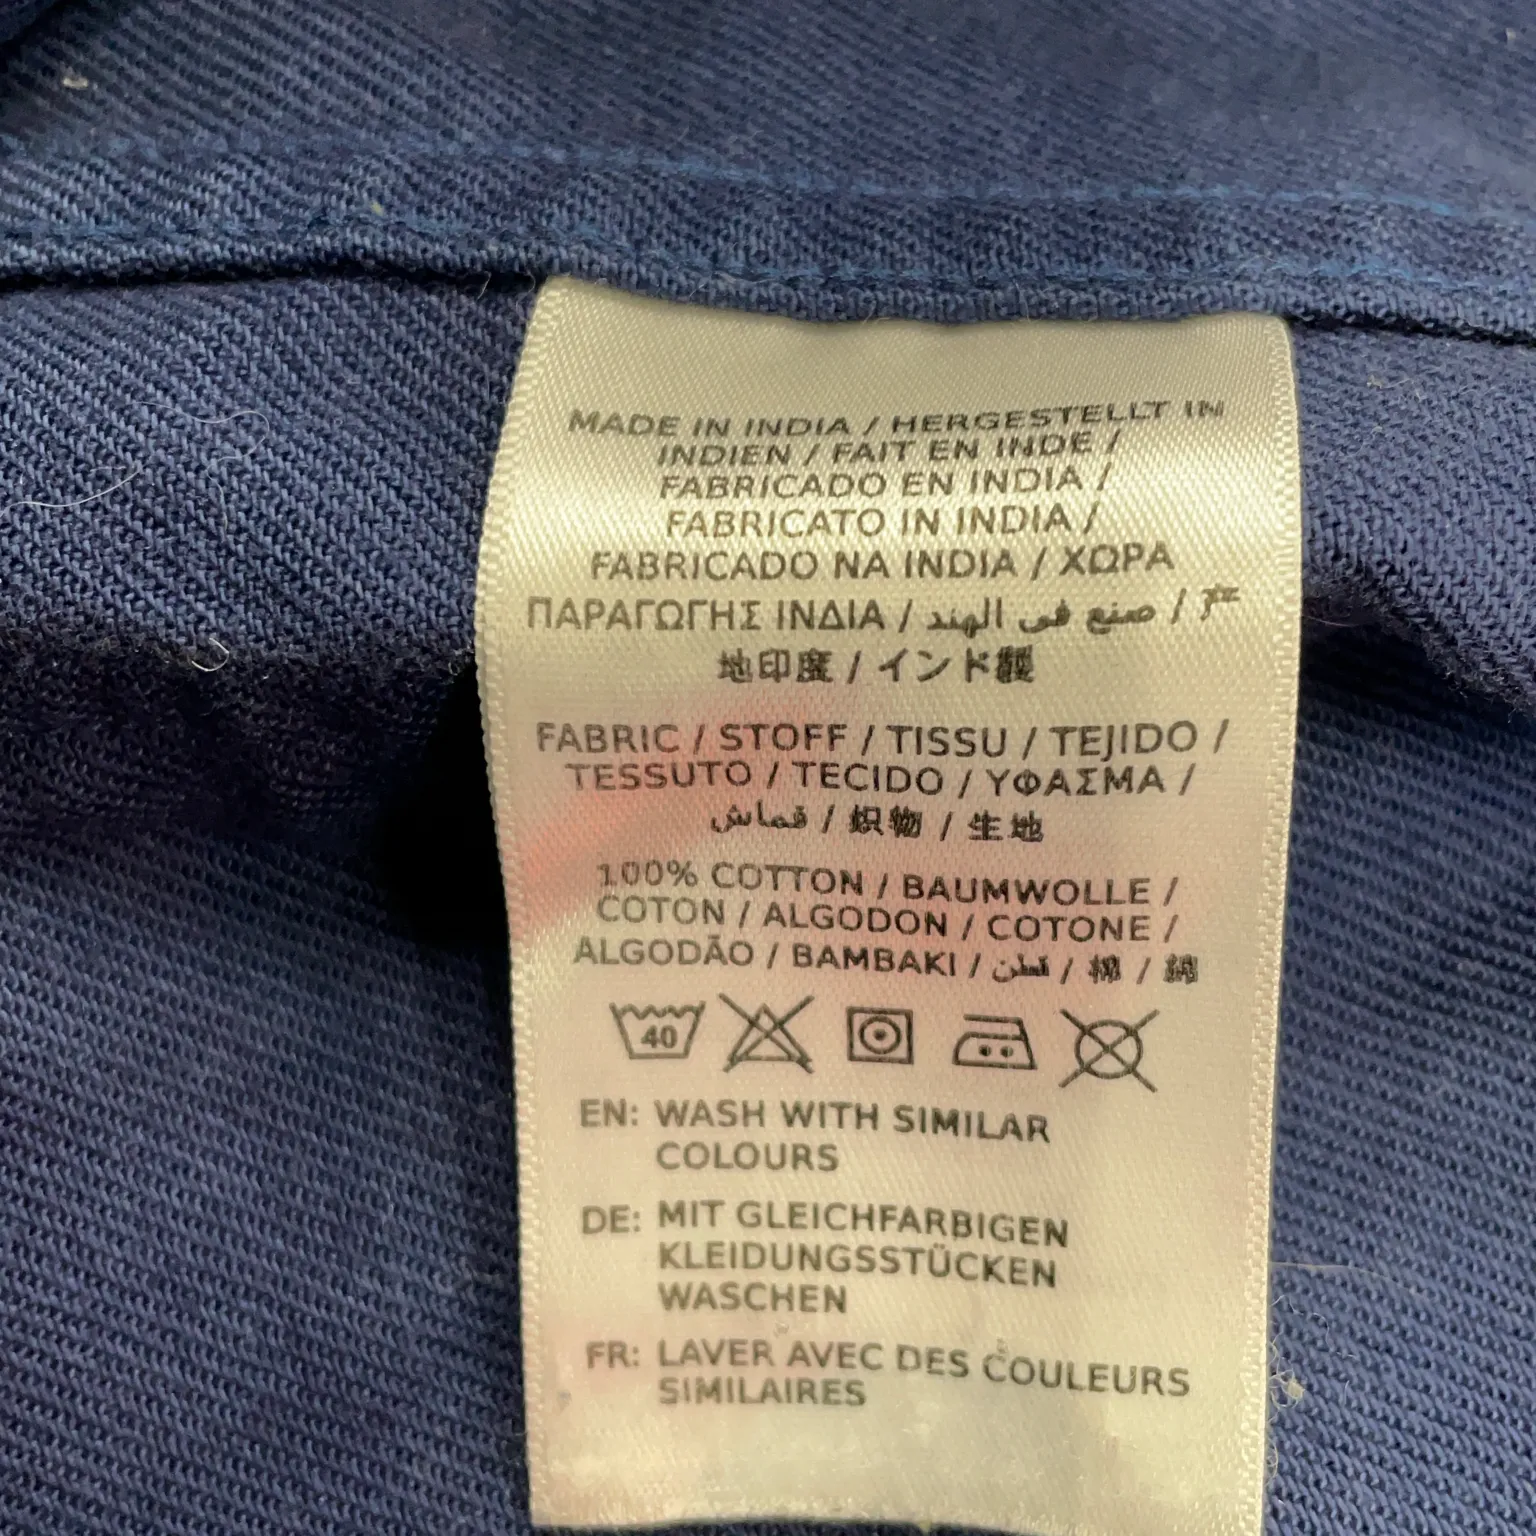 MADE IN INDIA / HERGESTELLT IN
INDIEN / FAIT EN INDE /
FABRICADO EN INDIA /
FABRICATO IN INDIA /
FABRICADO NA INDIA / ΧΩΡΑ
ΠΑΡΑΓΩΓΗΣ ΙΝΔΙΑ / صنع في الهند / 产
地印度 / インド製
FABRIC / STOFF / TISSU / TEJIDO /
TESSUTO / TECIDO / ΥΦΑΣΜΑ /
قماش / 织物 / 生地
100% COTTON / BAUMWOLLE /
COTON / ALGODON / COTONE /
ALGODÃO / BAMBAKI / قطن / 棉 / 綿
40
EN: WASH WITH SIMILAR
COLOURS
DE: MIT GLEICHFARBIGEN
KLEIDUNGSSTÜCKEN
WASCHEN
FR: LAVER AVEC DES COULEURS
SIMILAIRES